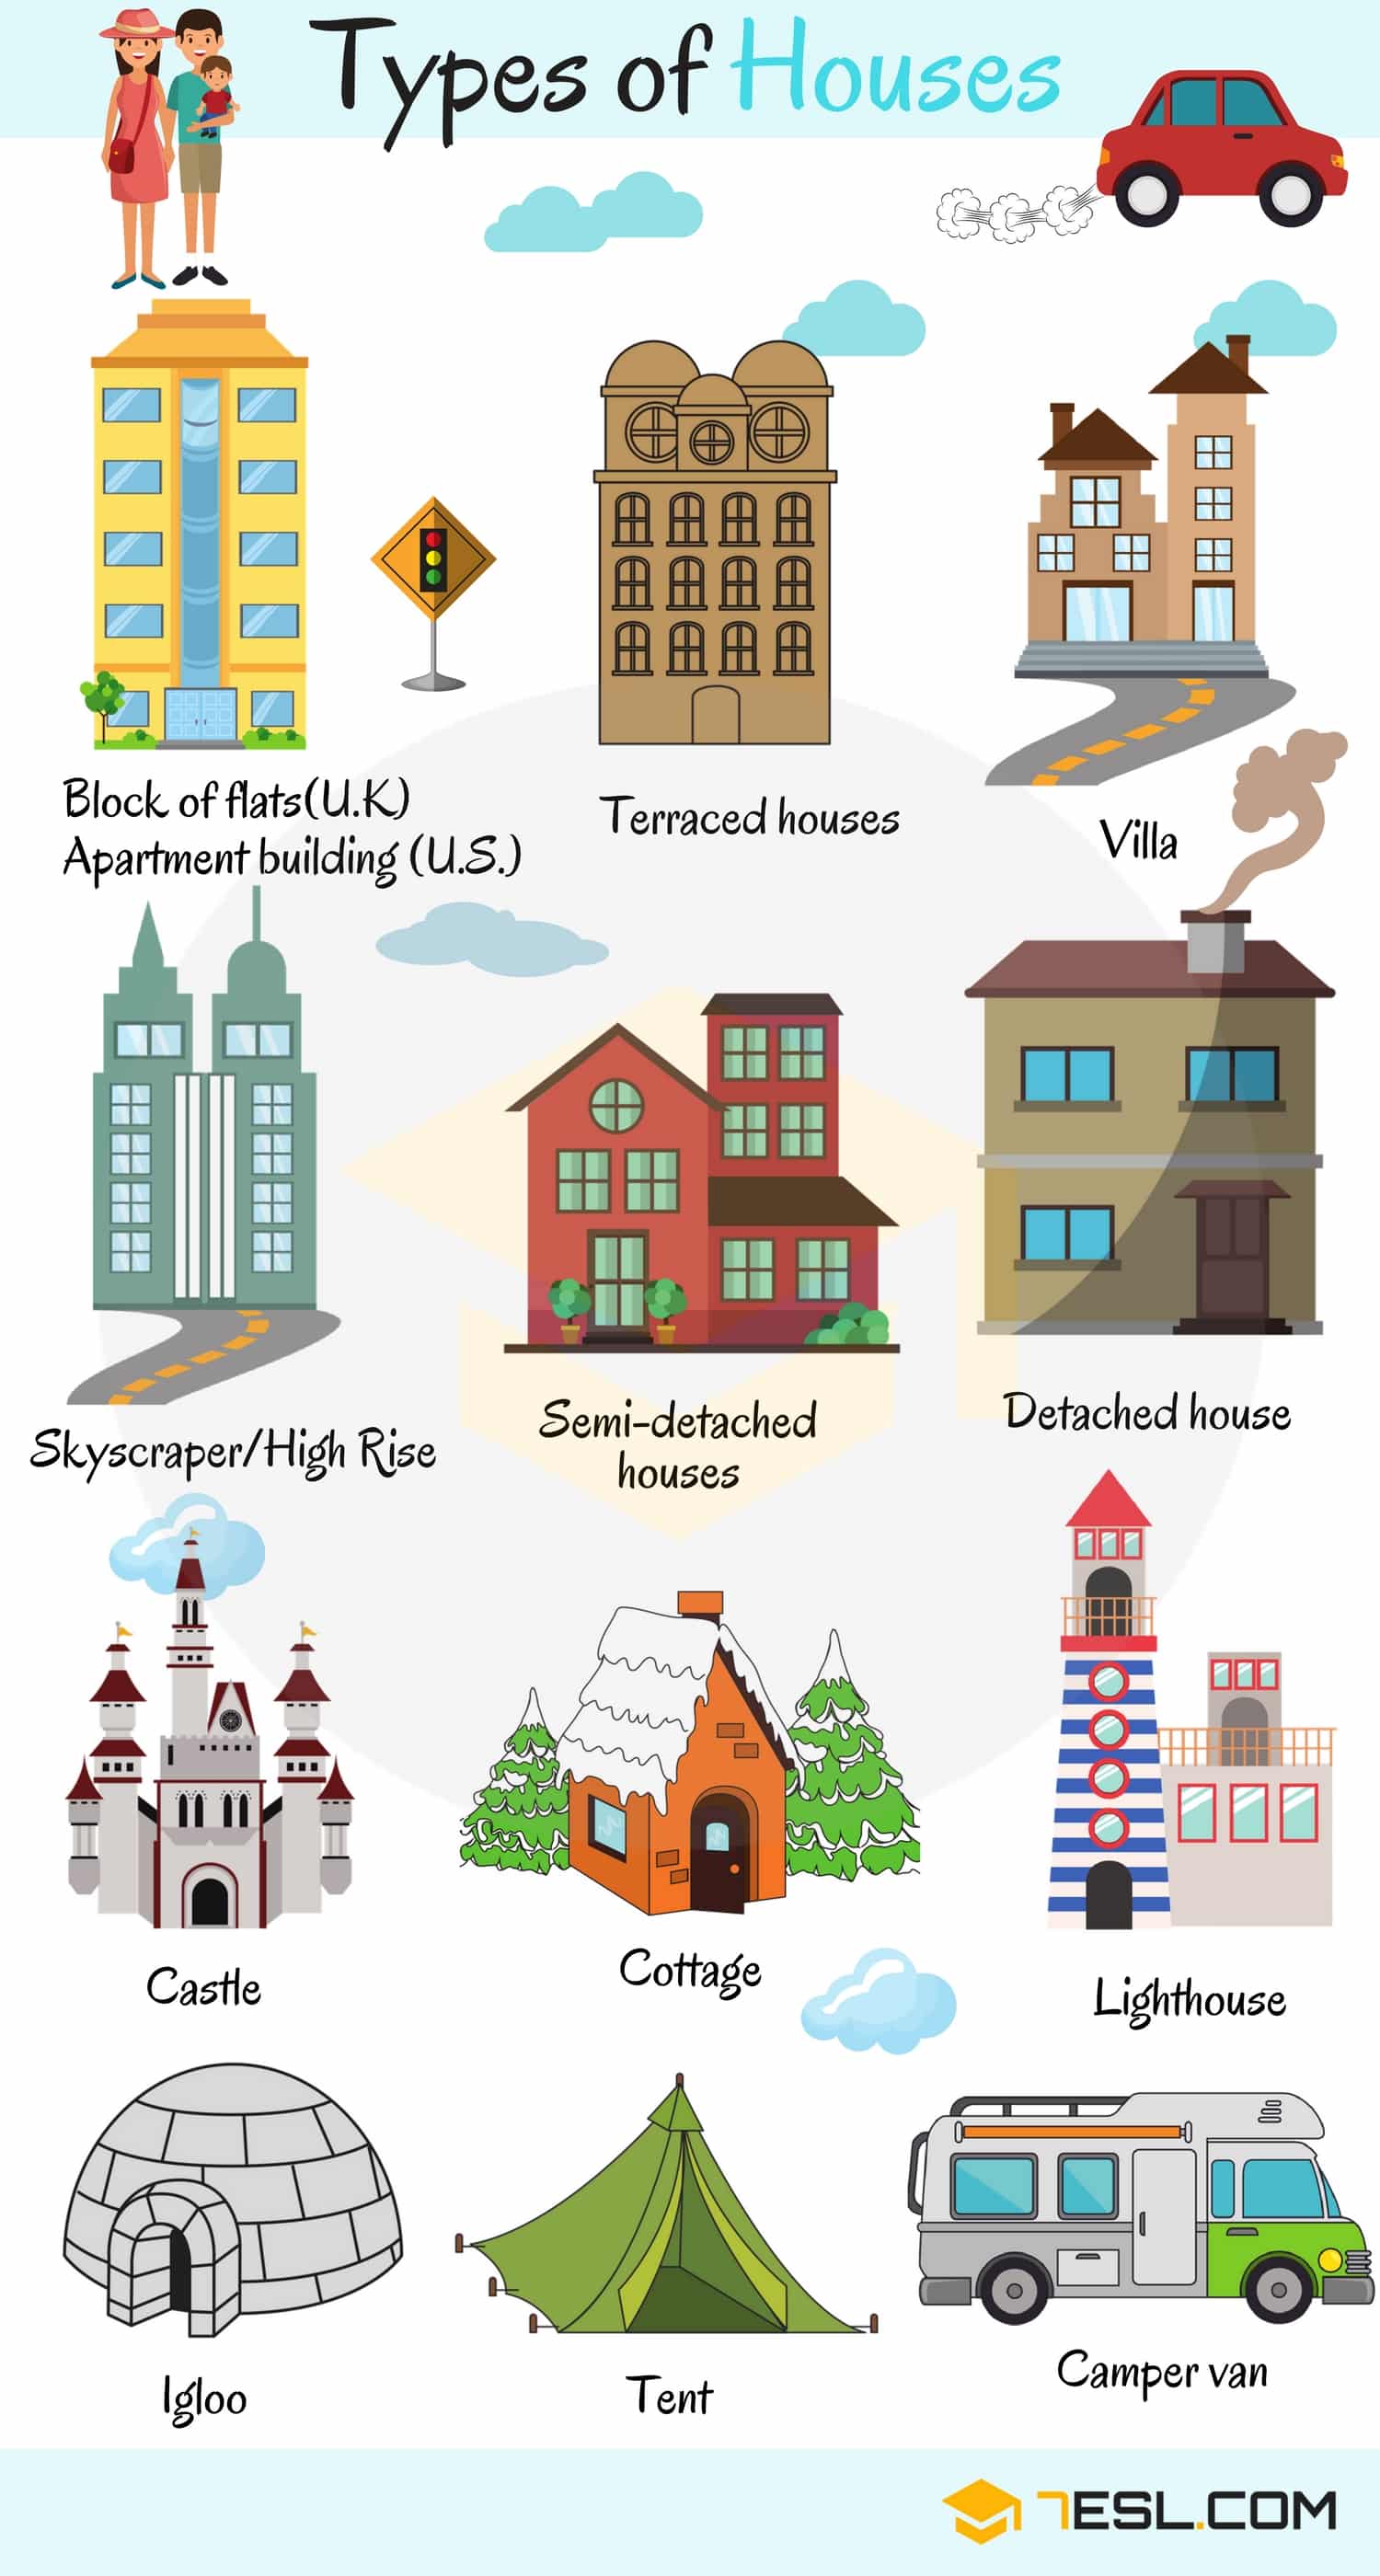 Types of Houses
Block of flats(U.K)
Apartment building (U.S.)
Terraced houses
Villa
Skyscraper/High Rise
Semi-detached
houses
Detached house
Castle
Cottage
Lighthouse
Igloo
Tent
Camper van
7ESL.COM